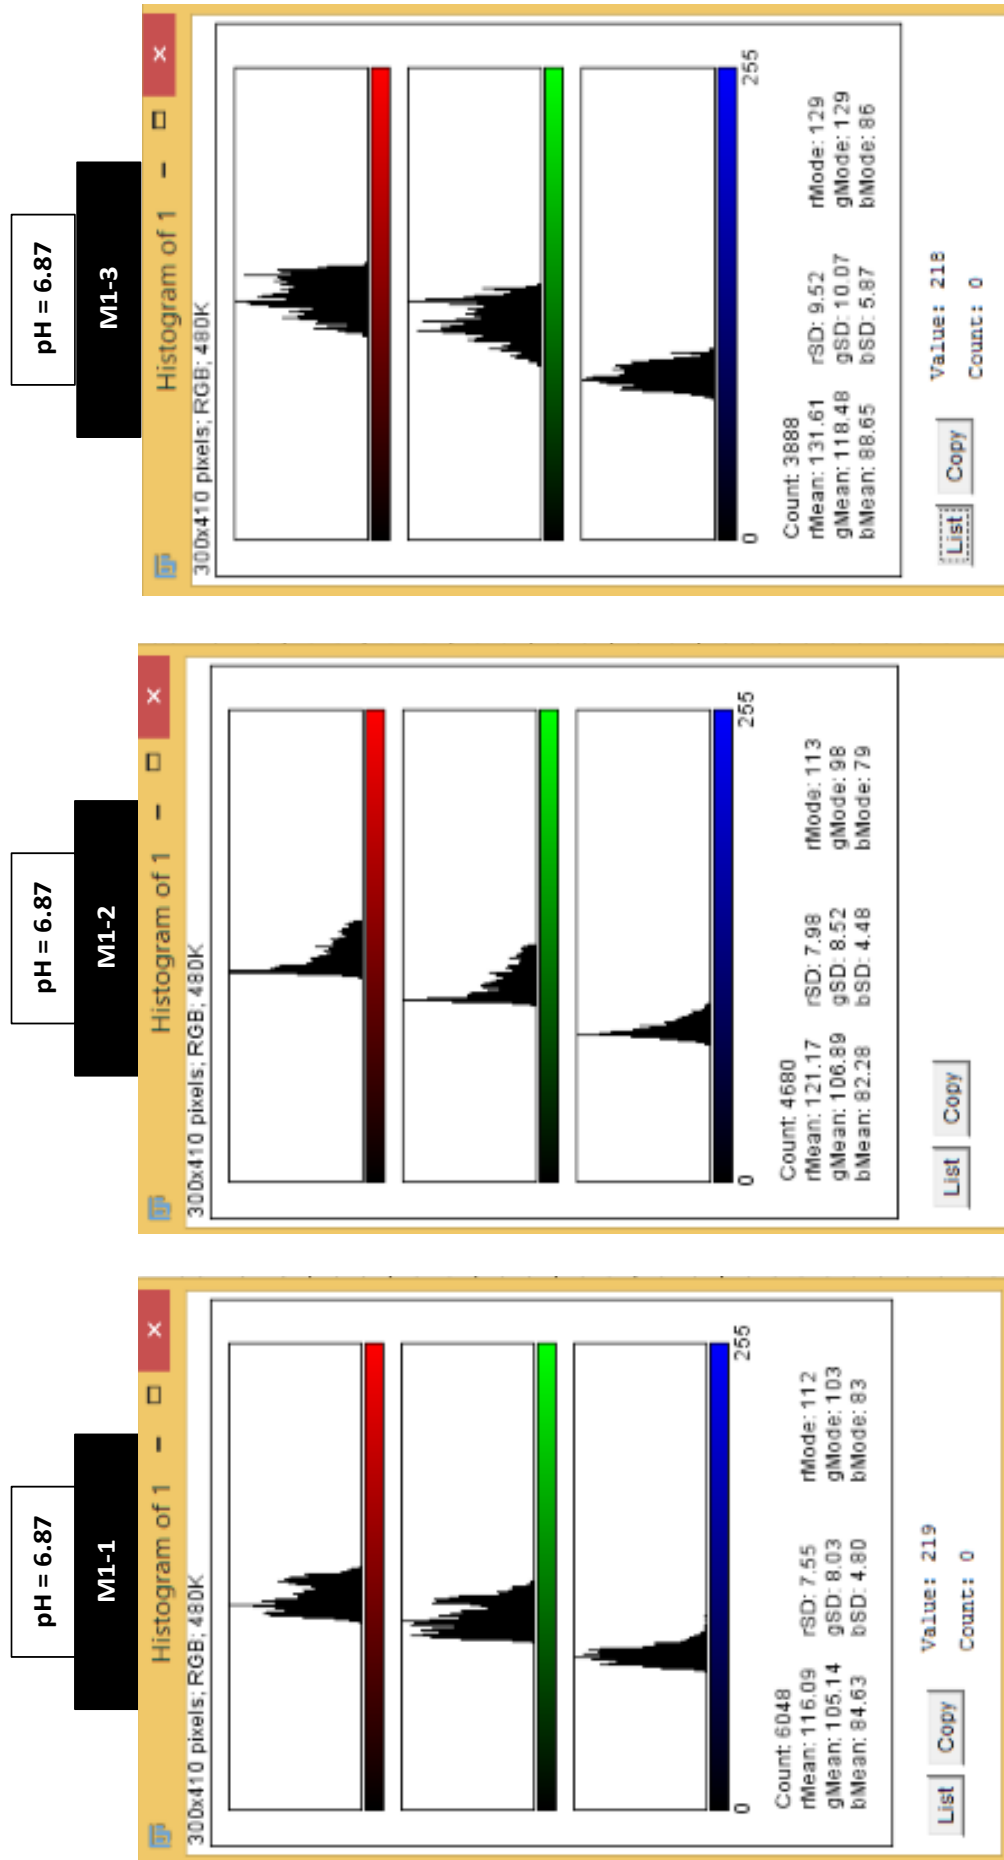 pH = 6.87
M1-1
Histogram of 1
300x410 pixels; RGB; 480K
0
255
Count: 6048
rMean: 116.09 rSD: 7.55 rMode: 112
gMean: 105.14 gSD: 8.03 gMode: 103
bMean: 84.63 bSD: 4.80 bMode: 83
List Copy
Value: 219
Count: 0
pH = 6.87
M1-2
Histogram of 1
300x410 pixels; RGB; 480K
0
255
Count: 4680
rMean: 121.17 rSD: 7.98 rMode: 113
gMean: 106.89 gSD: 8.52 gMode: 98
bMean: 82.28 bSD: 4.48 bMode: 79
List Copy
pH = 6.87
M1-3
Histogram of 1
300x410 pixels; RGB; 480K
0
255
Count: 3888
rMean: 131.61 rSD: 9.52 rMode: 129
gMean: 118.48 gSD: 10.07 gMode: 129
bMean: 88.65 bSD: 5.87 bMode: 86
List Copy
Value: 218
Count: 0